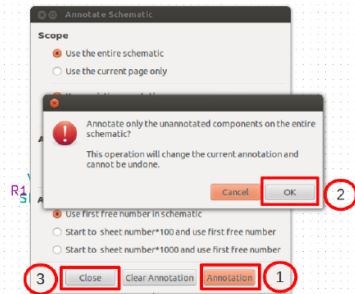 Annotate Schematic
Scope
Use the entire schematic
Use the current page only
Annotate only the unannotated components on the entire
schematic?
This operation will change the current annotation and
cannot be undone.
Cancel
OK
2
R1
Use first free number in schematic
Start to sheet number*100 and use first free number
Start to sheet number*1000 and use first free number
3
Close
Clear Annotation
Annotation
1